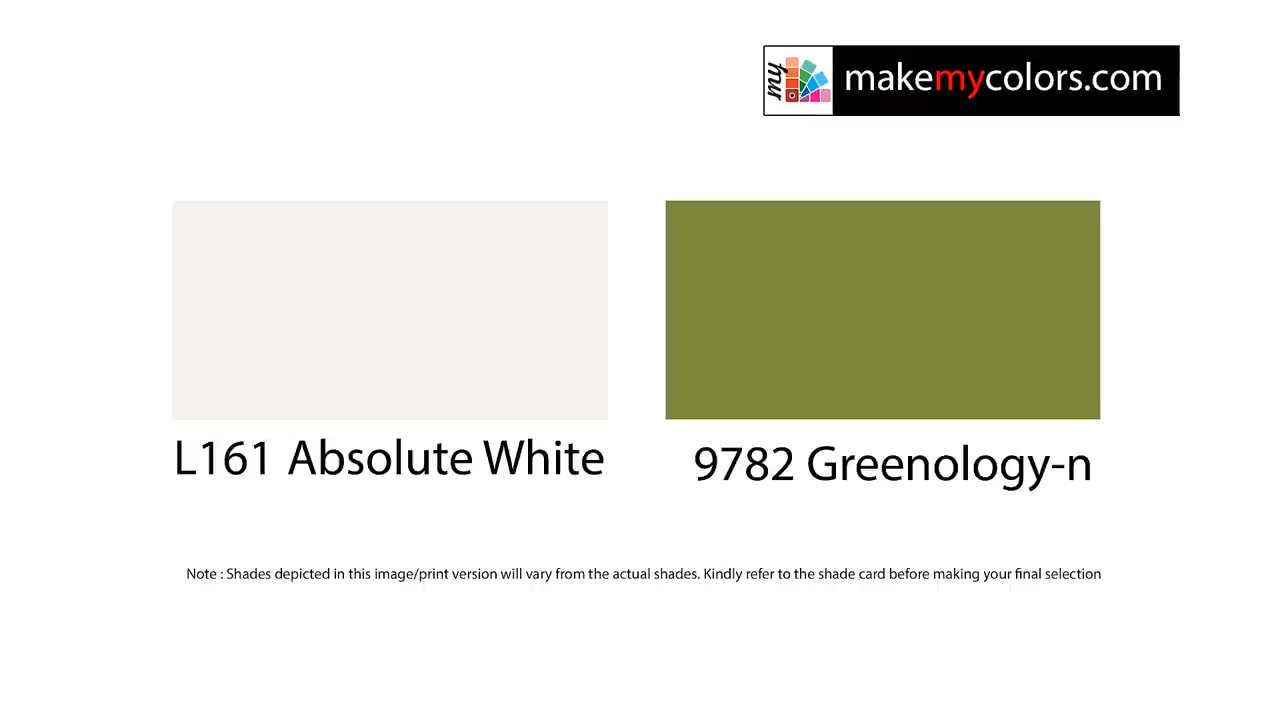 my
makemycolors.com
L161 Absolute White
9782 Greenology-n
Note : Shades depicted in this image/print version will vary from the actual shades. Kindly refer to the shade card before making your final selection